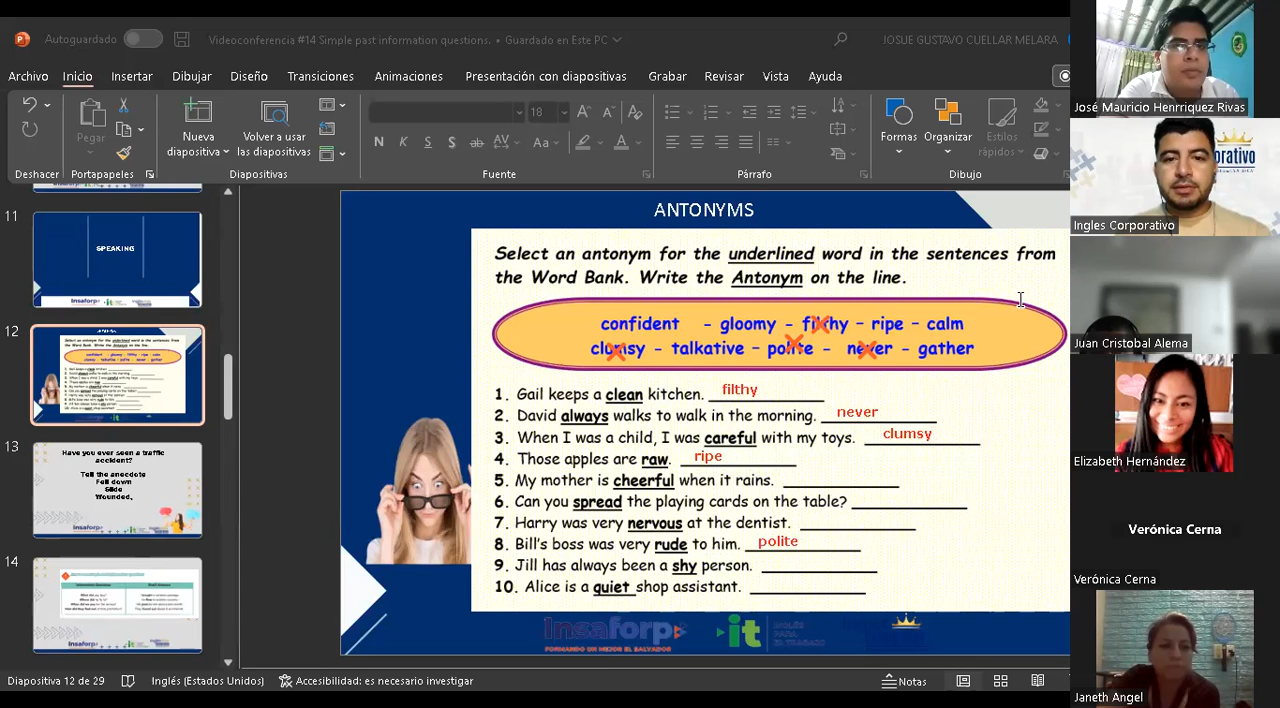 Autoguardado
Videoconferencia #14 Simple past information questions. • Guardado en Este PC
JOSUE GUSTAVO CUELLAR MELARA
Archivo Inicio Insertar Dibujar Diseño Transiciones Animaciones Presentación con diapositivas Grabar Revisar Vista Ayuda
Pegar
Nueva diapositiva
Volver a usar las diapositivas
18
N K S S ab AV Aa A
Formas
Organizar
Estilos rápidos
Deshacer Portapapeles Diapositivas Fuente Párrafo Dibujo
11
SPEAKING
12
13
Have you ever seen a traffic
accident?
Tell the anecdote
Fell down
Slide
Wounded.
14
ANTONYMS
Select an antonym for the underlined word in the sentences from
the Word Bank. Write the Antonym on the line.
confident – gloomy – filthy – ripe – calm
clumsy – talkative – polite – never – gather
1. Gail keeps a clean kitchen. filthy
2. David always walks to walk in the morning. never
3. When I was a child, I was careful with my toys. clumsy
4. Those apples are raw. ripe
5. My mother is cheerful when it rains.
6. Can you spread the playing cards on the table?
7. Harry was very nervous at the dentist.
8. Bill's boss was very rude to him. polite
9. Jill has always been a shy person.
10. Alice is a quiet shop assistant.
Insaforp
FORMANDO UN MEJOR EL SALVADOR
it
INGLÉS
PARA
EL TRABAJO
Diapositiva 12 de 29
Inglés (Estados Unidos)
Accesibilidad: es necesario investigar
Notas
José Mauricio Henrriquez Rivas
Ingles Corporativo
Juan Cristobal Alema
Elizabeth Hernández
Verónica Cerna
Verónica Cerna
Janeth Angel